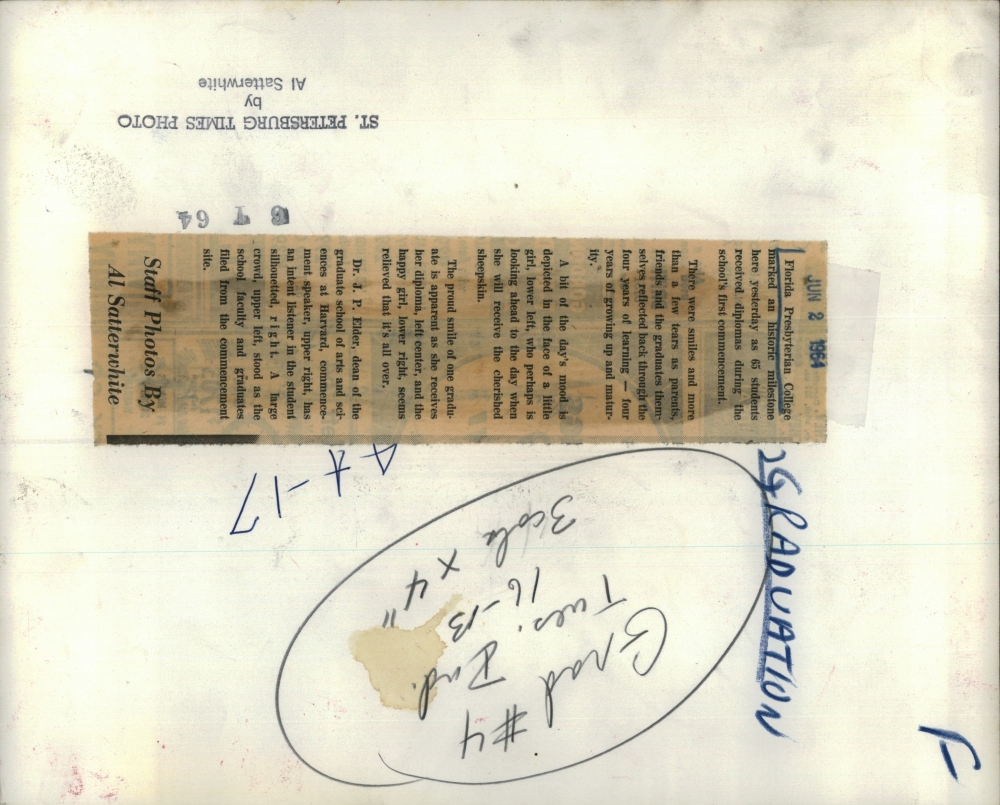 ST. PETERSBURG TIMES PHOTO
by
Al Satterwhite
6 1 64
JUN 2 1964
Florida Presbyterian College
marked an historic milestone
here yesterday as 65 students
received diplomas during the
school's first commencement.
There were smiles and more
than a few tears as parents,
friends and the graduates them-
selves reflected back through the
four years of learning — four
years of growing up and matur-
ity.
A bit of the day's mood is
depicted in the face of a little
girl, lower left, who perhaps is
looking ahead to the day when
she will receive the cherished
sheepskin.
The proud smile of one gradu-
ate is apparent as she receives
her diploma, left center, and the
happy girl, lower right, seems
relieved that it's all over.
Dr. J. P. Elder, dean of the
graduate school of arts and sci-
ences at Harvard commence-
ment speaker, upper right, has
an intent listener in the student
silhouetted, right. A large
crowd, upper left, stood as the
school faculty and graduates
filed from the commencement
site.
Staff Photos By
Al Satterwhite
GRADUATION
F
#4
Grad Ind.
Tues.
16-13
3 cols x 4"